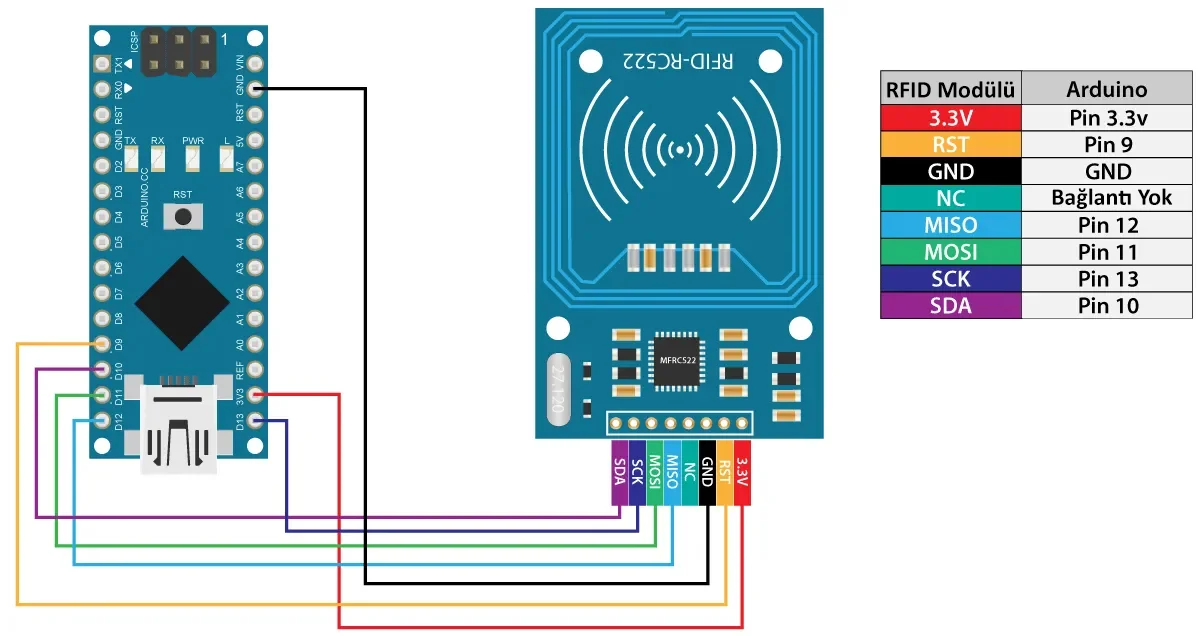 ICSP
1
TX1
RX0
RST
GND
D2
D3
D4
D5
D6
D7
D8
D9
D10
D11
D12
VIN
GND
RST
5V
A7
A6
A5
A4
A3
A2
A1
A0
REF
3V3
D13
TX RX PWR L
ARDUINO.CC
RST
RFID-RC522
MFRC522
27.120
SDA
SCK
MOSI
MISO
NC
GND
RST
3.3V
RFID Modülü Arduino
3.3V Pin 3.3v
RST Pin 9
GND GND
NC Bağlantı Yok
MISO Pin 12
MOSI Pin 11
SCK Pin 13
SDA Pin 10